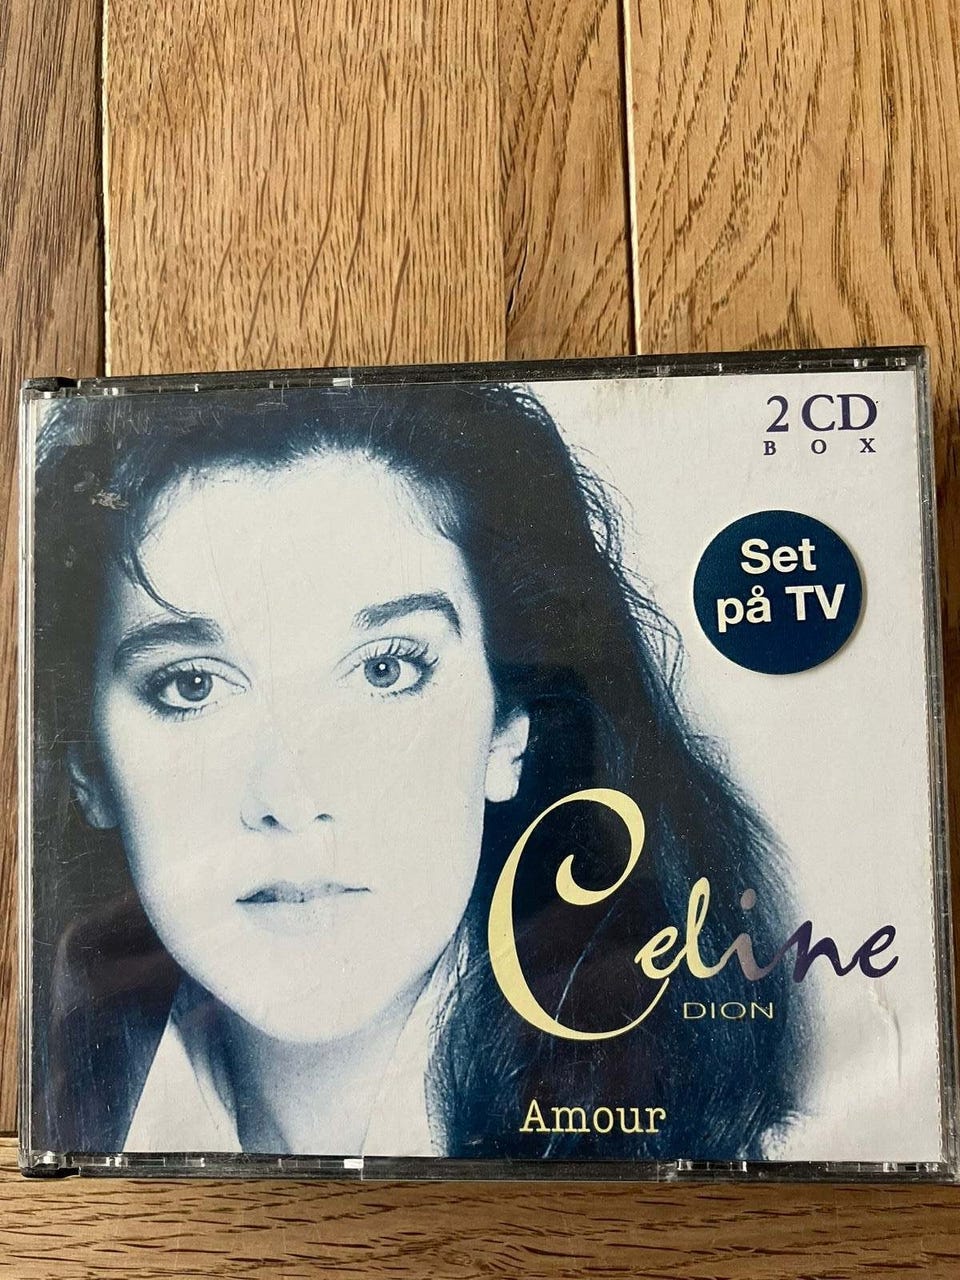 2 CD
BOX
Set
på TV
Celine
DION
Amour